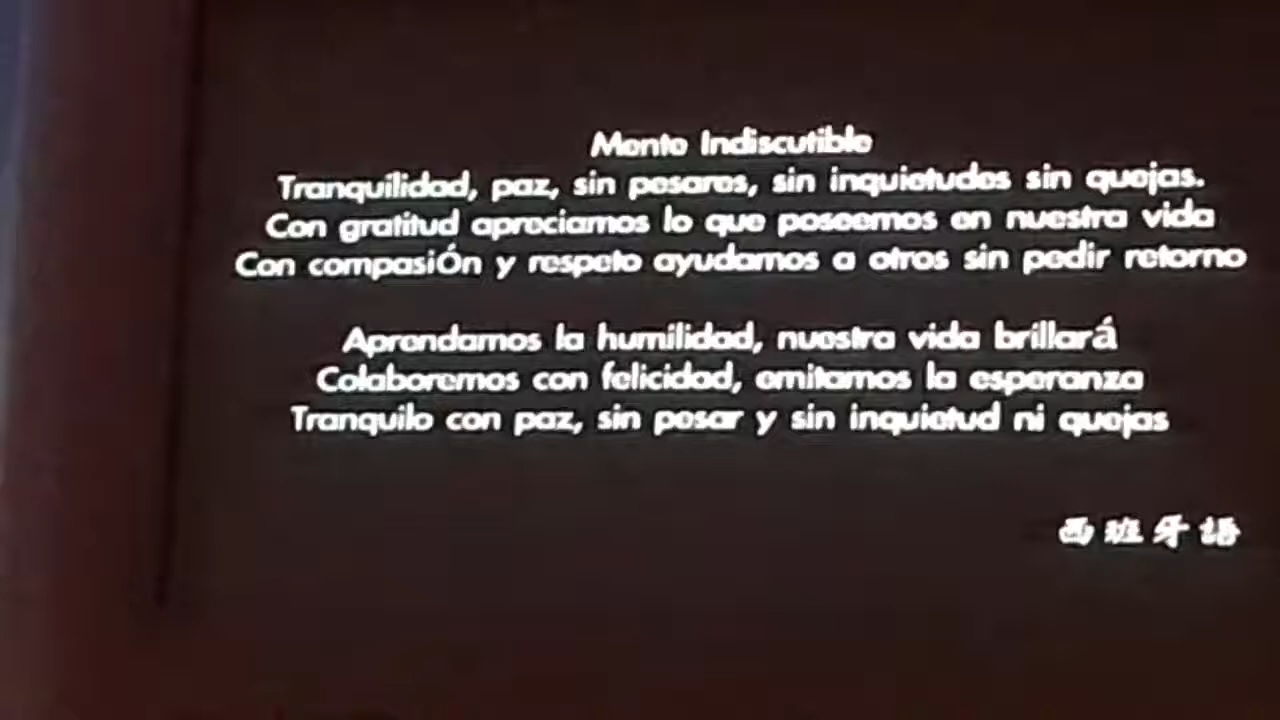 Mente Indiscutible
Tranquilidad, paz, sin pesares, sin inquietudes sin quejas.
Con gratitud apreciamos lo que poseemos en nuestra vida
Con compasiÓn y respeto ayudamos a otros sin pedir retorno
Aprendamos la humilidad, nuestra vida brillará
Colaboremos con felicidad, emitamos la esperanza
Tranquilo con paz, sin pesar y sin inquietud ni quejas
西班牙語